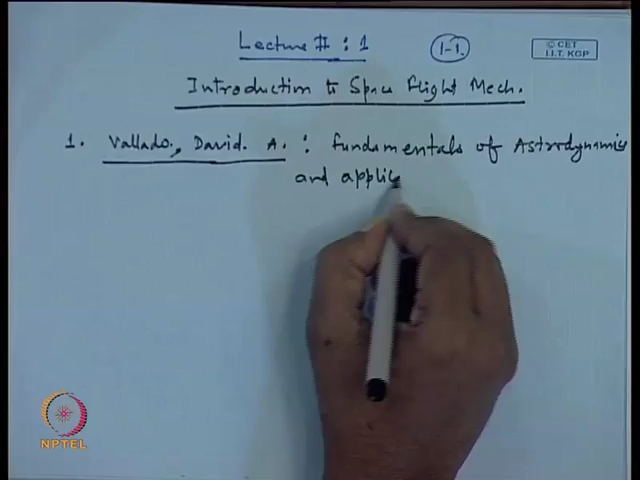 Lecture # : 1
1-1.
© CET
I.I.T. KGP
Introduction to Space Flight Mech.
1. Vallado, David. A. : Fundamentals of Astrodynamics
and applic
NPTEL